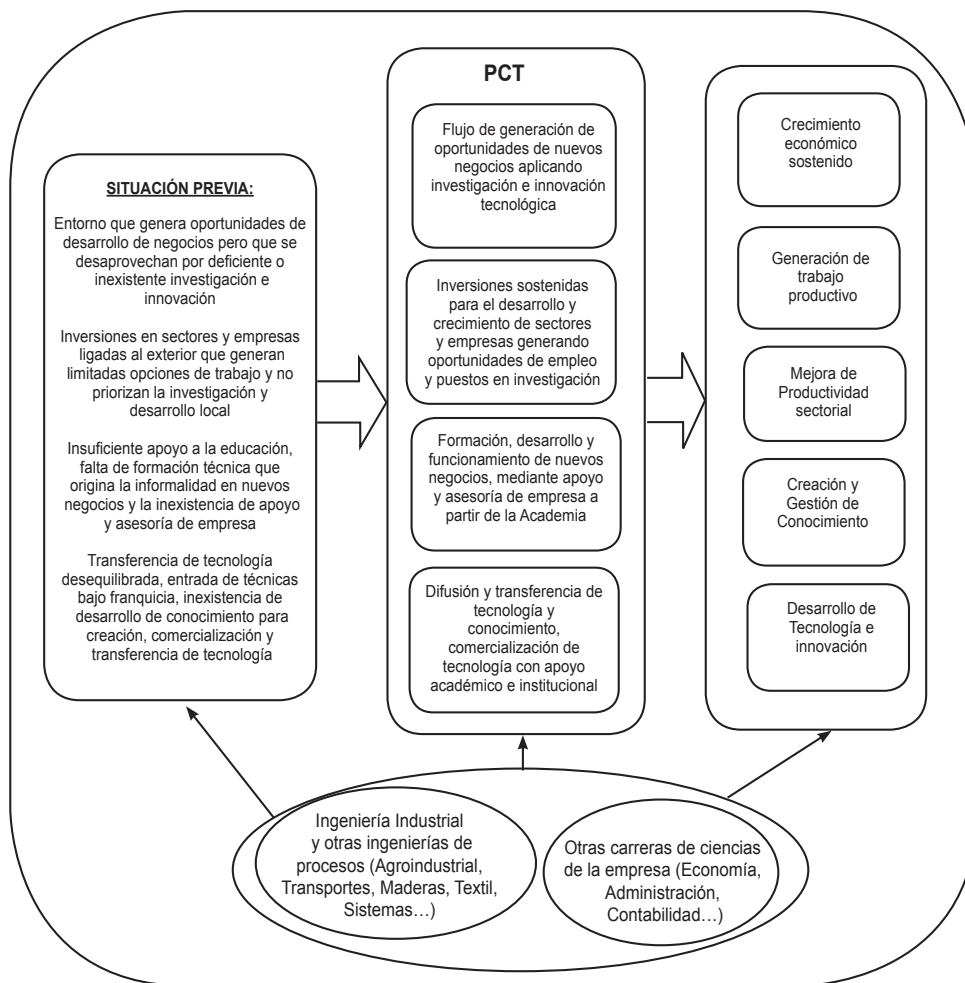 SITUACIÓN PREVIA:
Entorno que genera oportunidades de
desarrollo de negocios pero que se
desaprovechan por deficiente o
inexistente investigación e
innovación
Inversiones en sectores y empresas
ligadas al exterior que generan
limitadas opciones de trabajo y no
priorizan la investigación y
desarrollo local
Insuficiente apoyo a la educación,
falta de formación técnica que
origina la informalidad en nuevos
negocios y la inexistencia de apoyo
y asesoría de empresa
Transferencia de tecnología
desequilibrada, entrada de técnicas
bajo franquicia, inexistencia de
desarrollo de conocimiento para
creación, comercialización y
transferencia de tecnología
PCT
Flujo de generación de
oportunidades de nuevos
negocios aplicando
investigación e innovación
tecnológica
Inversiones sostenidas
para el desarrollo y
crecimiento de sectores
y empresas generando
oportunidades de empleo
y puestos en investigación
Formación, desarrollo y
funcionamiento de nuevos
negocios, mediante apoyo
y asesoría de empresa a
partir de la Academia
Difusión y transferencia de
tecnología y
conocimiento,
comercialización de
tecnología con apoyo
académico e institucional
Crecimiento
económico
sostenido
Generación de
trabajo
productivo
Mejora de
Productividad
sectorial
Creación y
Gestión de
Conocimiento
Desarrollo de
Tecnología e
innovación
Ingeniería Industrial
y otras ingenierías de
procesos (Agroindustrial,
Transportes, Maderas, Textil,
Sistemas…)
Otras carreras de ciencias
de la empresa (Economía,
Administración,
Contabilidad…)